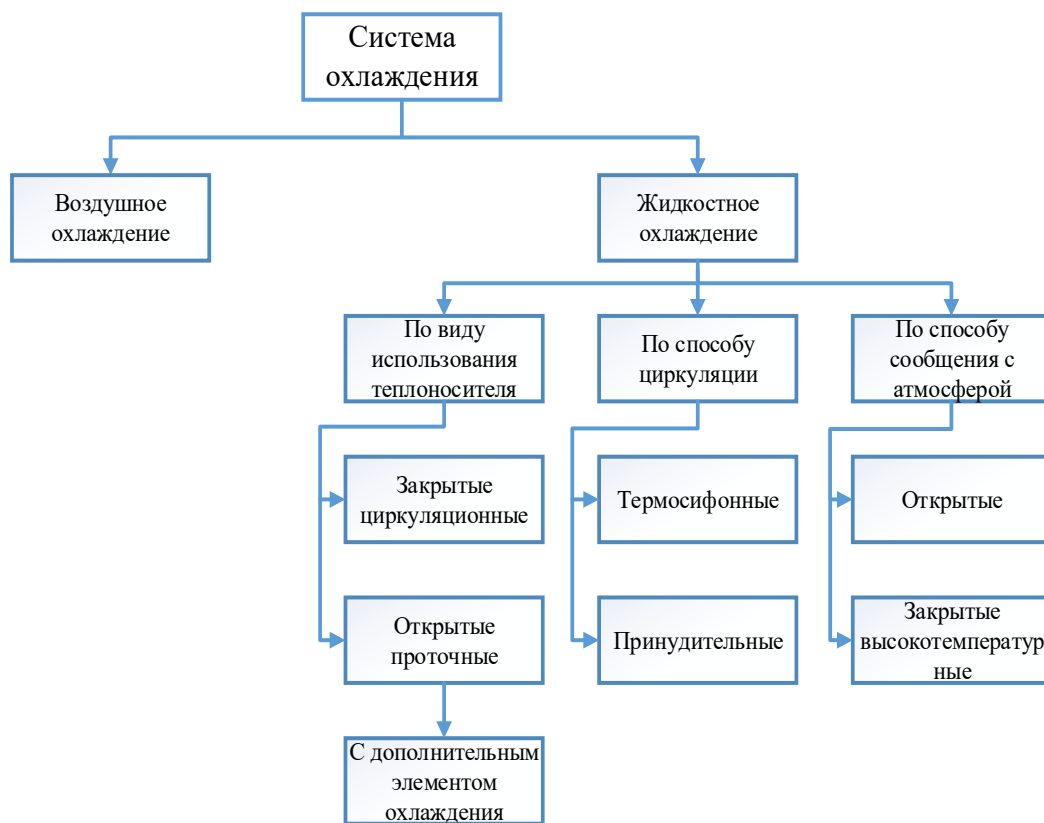 Система
охлаждения
Воздушное
охлаждение
Жидкостное
охлаждение
По виду
использования
теплоносителя
По способу
циркуляции
По способу
сообщения с
атмосферой
Закрытые
циркуляционные
Термосифонные
Открытые
Открытые
проточные
Принудительные
Закрытые
высокотемператур
ные
С дополнительным
элементом
охлаждения